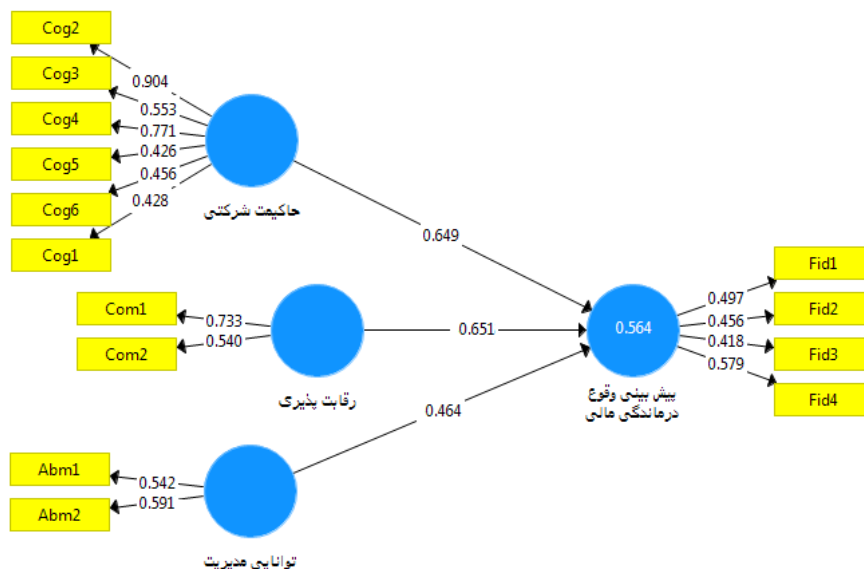 Cog2
Cog3
Cog4
Cog5
Cog6
Cog1
0.904
0.553
0.771
0.426
0.456
0.428
حاکیمت شرکتی
0.649
Com1
Com2
0.733
0.540
رقابت پذیری
0.651
Abm1
Abm2
0.542
0.591
توانایی مدیریت
0.464
0.564
پیش بینی وقوع
درماندگی مالی
0.497
0.456
0.418
0.579
Fid1
Fid2
Fid3
Fid4